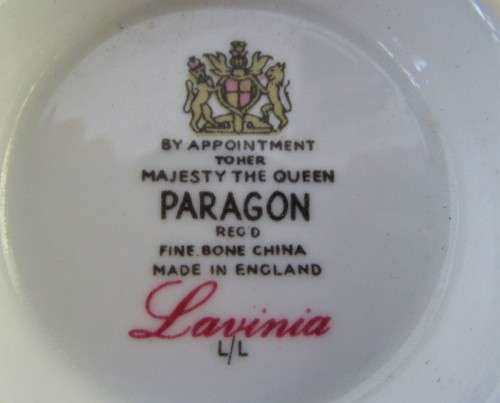 BY APPOINTMENT
TO HER
MAJESTY THE QUEEN
PARAGON
REG'D
FINE BONE CHINA
MADE IN ENGLAND
Lavinia
L/L